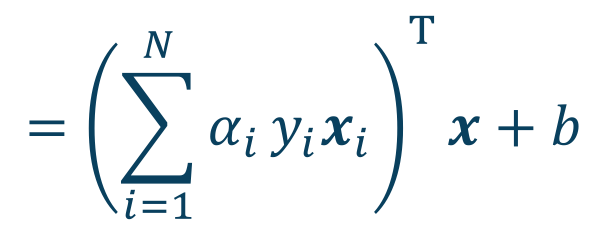 = (∑_{i=1}^{N} α_i y_i x_i)^T x + b